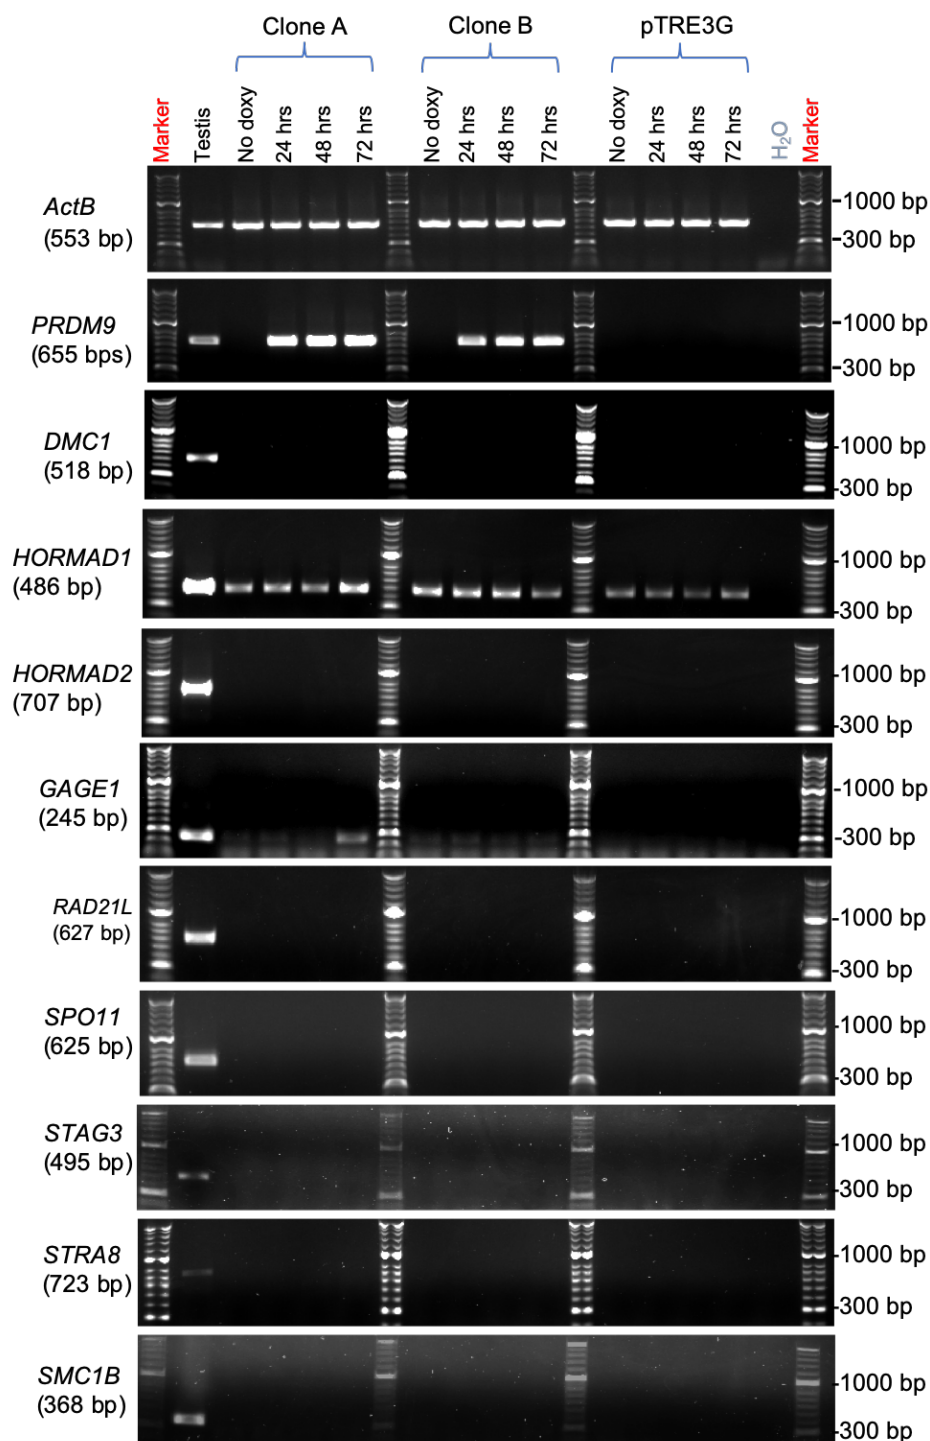 Clone A Clone B pTRE3G
Marker Testis No doxy 24 hrs 48 hrs 72 hrs No doxy 24 hrs 48 hrs 72 hrs No doxy 24 hrs 48 hrs 72 hrs H₂O Marker
ActB
(553 bp)
-1000 bp
-300 bp
PRDM9
(655 bps)
-1000 bp
-300 bp
DMC1
(518 bp)
-1000 bp
-300 bp
HORMAD1
(486 bp)
-1000 bp
-300 bp
HORMAD2
(707 bp)
-1000 bp
-300 bp
GAGE1
(245 bp)
-1000 bp
-300 bp
RAD21L
(627 bp)
-1000 bp
-300 bp
SPO11
(625 bp)
-1000 bp
-300 bp
STAG3
(495 bp)
-1000 bp
-300 bp
STRA8
(723 bp)
-1000 bp
-300 bp
SMC1B
(368 bp)
-1000 bp
-300 bp